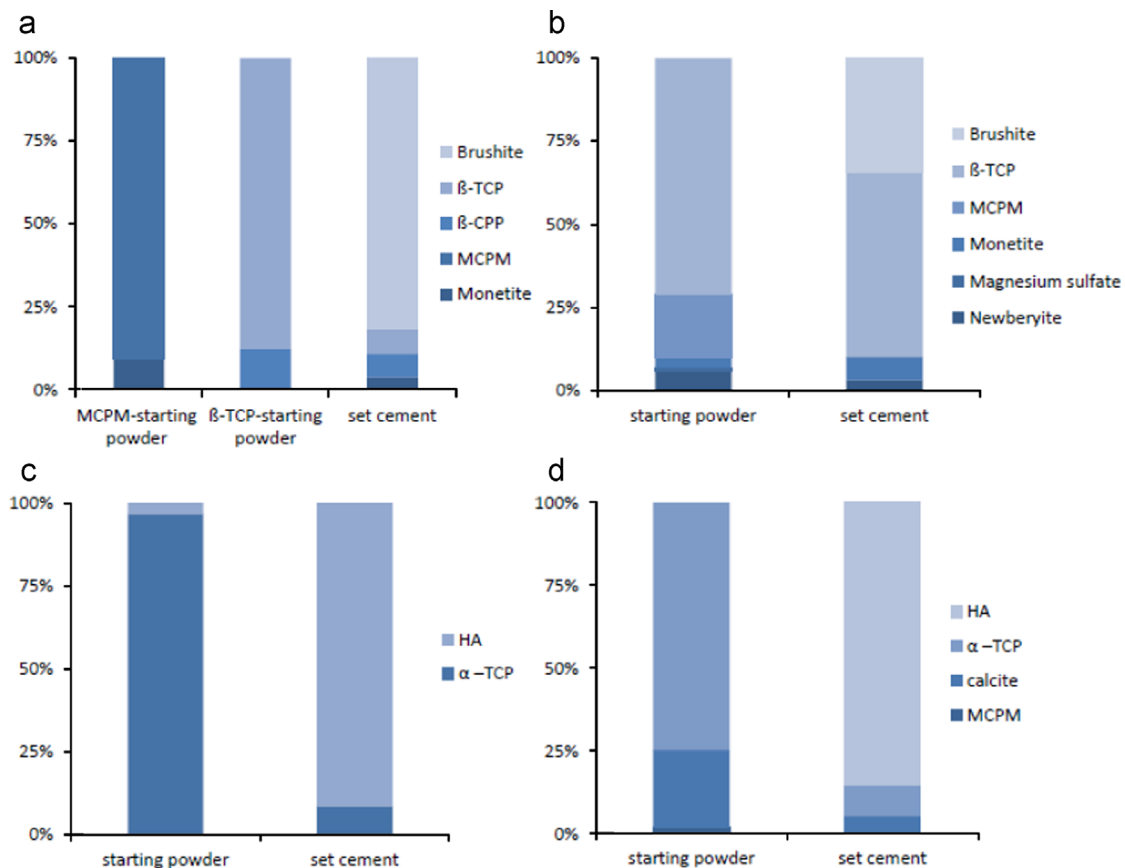 a
100%
75%
50%
25%
0%
MCPM-starting powder
ß-TCP-starting powder
set cement
Brushite
ß-TCP
ß-CPP
MCPM
Monetite
b
100%
75%
50%
25%
0%
starting powder
set cement
Brushite
ß-TCP
MCPM
Monetite
Magnesium sulfate
Newberyite
c
100%
75%
50%
25%
0%
starting powder
set cement
HA
α –TCP
d
100%
75%
50%
25%
0%
starting powder
set cement
HA
α –TCP
calcite
MCPM